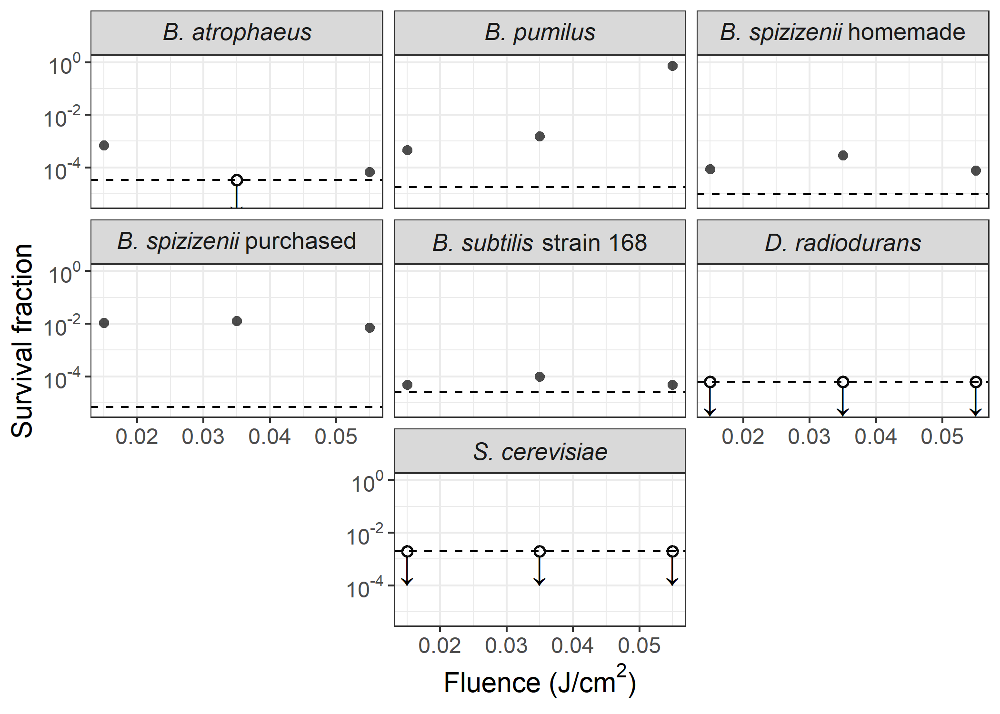 B. atrophaeus
B. pumilus
B. spizizenii homemade
10^0
10^-2
10^-4
B. spizizenii purchased
B. subtilis strain 168
D. radiodurans
10^0
10^-2
10^-4
Survival fraction
0.02 0.03 0.04 0.05
0.02 0.03 0.04 0.05
S. cerevisiae
10^0
10^-2
10^-4
0.02 0.03 0.04 0.05
Fluence (J/cm^2)